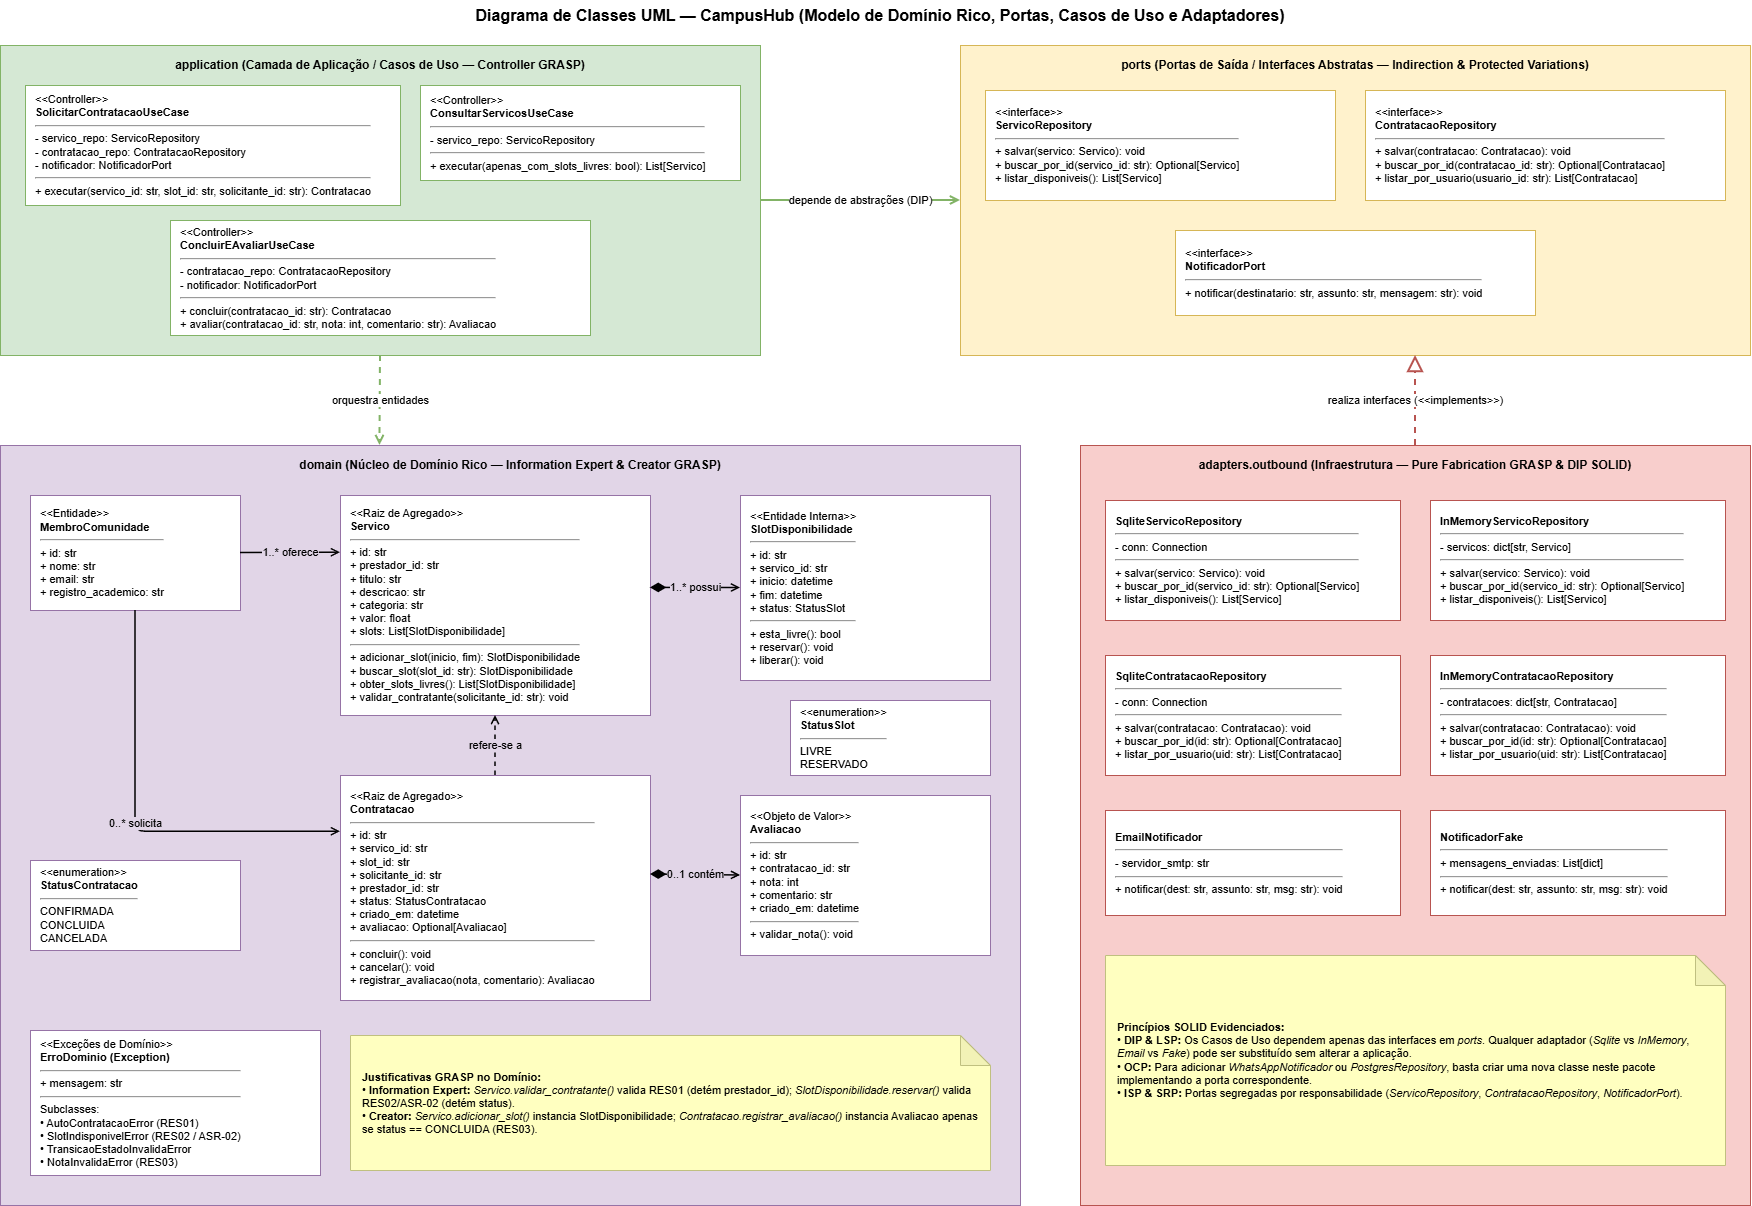 Diagrama de Classes UML — CampusHub (Modelo de Domínio Rico, Portas, Casos de Uso e Adaptadores)
application (Camada de Aplicação / Casos de Uso — Controller GRASP)
<<Controller>>
SolicitarContratacaoUseCase
- servico_repo: ServicoRepository
- contratacao_repo: ContratacaoRepository
- notificador: NotificadorPort
+ executar(servico_id: str, slot_id: str, solicitante_id: str): Contratacao
<<Controller>>
ConsultarServicosUseCase
- servico_repo: ServicoRepository
+ executar(apenas_com_slots_livres: bool): List[Servico]
<<Controller>>
ConcluirEAvaliarUseCase
- contratacao_repo: ContratacaoRepository
- notificador: NotificadorPort
+ concluir(contratacao_id: str): Contratacao
+ avaliar(contratacao_id: str, nota: int, comentario: str): Avaliacao
depende de abstrações (DIP)
ports (Portas de Saída / Interfaces Abstratas — Indirection & Protected Variations)
<<interface>>
ServicoRepository
+ salvar(servico: Servico): void
+ buscar_por_id(servico_id: str): Optional[Servico]
+ listar_disponiveis(): List[Servico]
<<interface>>
ContratacaoRepository
+ salvar(contratacao: Contratacao): void
+ buscar_por_id(contratacao_id: str): Optional[Contratacao]
+ listar_por_usuario(usuario_id: str): List[Contratacao]
<<interface>>
NotificadorPort
+ notificar(destinatario: str, assunto: str, mensagem: str): void
orquestra entidades
realiza interfaces (<<implements>>)
domain (Núcleo de Domínio Rico — Information Expert & Creator GRASP)
<<Entidade>>
MembroComunidade
+ id: str
+ nome: str
+ email: str
+ registro_academico: str
1..* oferece
<<Raiz de Agregado>>
Servico
+ id: str
+ prestador_id: str
+ titulo: str
+ descricao: str
+ categoria: str
+ valor: float
+ slots: List[SlotDisponibilidade]
+ adicionar_slot(inicio, fim): SlotDisponibilidade
+ buscar_slot(slot_id: str): SlotDisponibilidade
+ obter_slots_livres(): List[SlotDisponibilidade]
+ validar_contratante(solicitante_id: str): void
1..* possui
<<Entidade Interna>>
SlotDisponibilidade
+ id: str
+ servico_id: str
+ inicio: datetime
+ fim: datetime
+ status: StatusSlot
+ esta_livre(): bool
+ reservar(): void
+ liberar(): void
<<enumeration>>
StatusSlot
LIVRE
RESERVADO
refere-se a
0..* solicita
<<Raiz de Agregado>>
Contratacao
+ id: str
+ servico_id: str
+ slot_id: str
+ solicitante_id: str
+ prestador_id: str
+ status: StatusContratacao
+ criado_em: datetime
+ avaliacao: Optional[Avaliacao]
+ concluir(): void
+ cancelar(): void
+ registrar_avaliacao(nota, comentario): Avaliacao
0..1 contém
<<Objeto de Valor>>
Avaliacao
+ id: str
+ contratacao_id: str
+ nota: int
+ comentario: str
+ criado_em: datetime
+ validar_nota(): void
<<enumeration>>
StatusContratacao
CONFIRMADA
CONCLUIDA
CANCELADA
<<Exceções de Domínio>>
ErroDominio (Exception)
+ mensagem: str
Subclasses:
• AutoContratacaoError (RES01)
• SlotIndisponivelError (RES02 / ASR-02)
• TransicaoEstadoInvalidaError
• NotaInvalidaError (RES03)
Justificativas GRASP no Domínio:
• Information Expert: Servico.validar_contratante() valida RES01 (detém prestador_id); SlotDisponibilidade.reservar() valida
RES02/ASR-02 (detém status).
• Creator: Servico.adicionar_slot() instancia SlotDisponibilidade; Contratacao.registrar_avaliacao() instancia Avaliacao apenas
se status == CONCLUIDA (RES03).
adapters.outbound (Infraestrutura — Pure Fabrication GRASP & DIP SOLID)
SqliteServicoRepository
- conn: Connection
+ salvar(servico: Servico): void
+ buscar_por_id(servico_id: str): Optional[Servico]
+ listar_disponiveis(): List[Servico]
InMemoryServicoRepository
- servicos: dict[str, Servico]
+ salvar(servico: Servico): void
+ buscar_por_id(servico_id: str): Optional[Servico]
+ listar_disponiveis(): List[Servico]
SqliteContratacaoRepository
- conn: Connection
+ salvar(contratacao: Contratacao): void
+ buscar_por_id(id: str): Optional[Contratacao]
+ listar_por_usuario(uid: str): List[Contratacao]
InMemoryContratacaoRepository
- contratacoes: dict[str, Contratacao]
+ salvar(contratacao: Contratacao): void
+ buscar_por_id(id: str): Optional[Contratacao]
+ listar_por_usuario(uid: str): List[Contratacao]
EmailNotificador
- servidor_smtp: str
+ notificar(dest: str, assunto: str, msg: str): void
NotificadorFake
+ mensagens_enviadas: List[dict]
+ notificar(dest: str, assunto: str, msg: str): void
Princípios SOLID Evidenciados:
• DIP & LSP: Os Casos de Uso dependem apenas das interfaces em ports. Qualquer adaptador (Sqlite vs InMemory,
Email vs Fake) pode ser substituído sem alterar a aplicação.
• OCP: Para adicionar WhatsAppNotificador ou PostgresRepository, basta criar uma nova classe neste pacote
implementando a porta correspondente.
• ISP & SRP: Portas segregadas por responsabilidade (ServicoRepository, ContratacaoRepository, NotificadorPort).